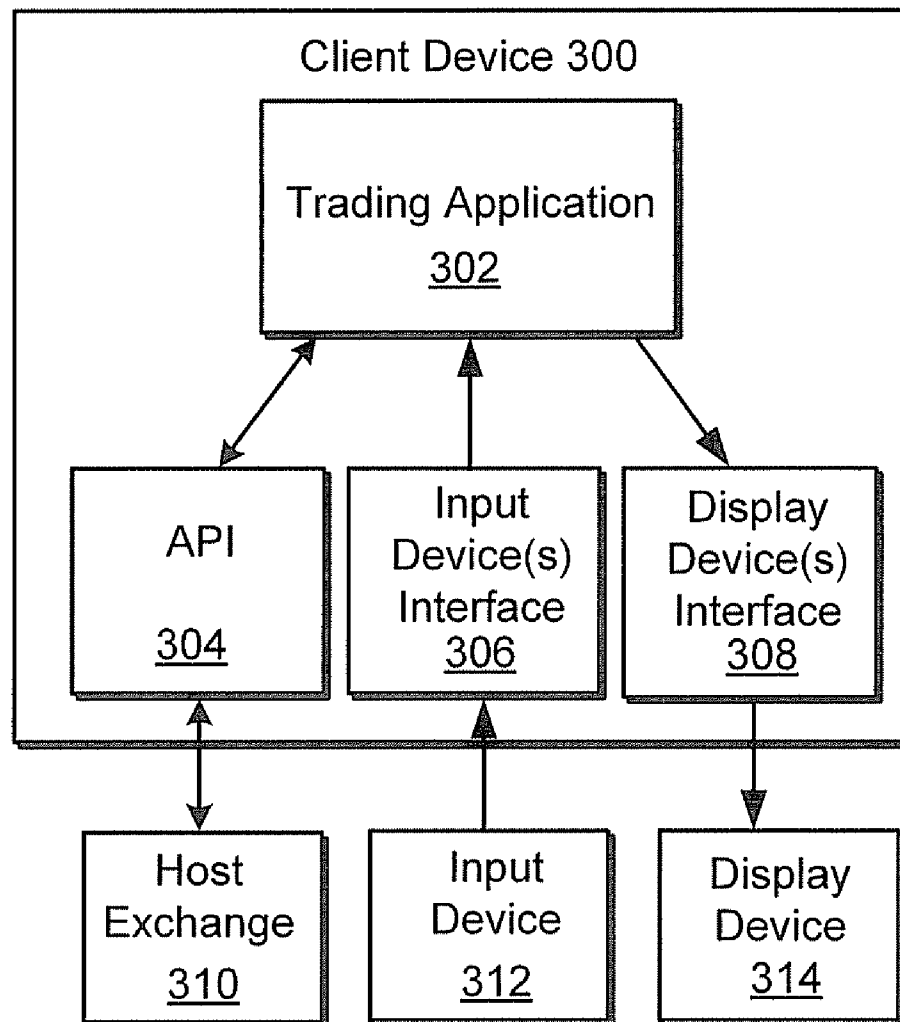 Client Device 300
Trading Application
302
API
304
Input
Device(s)
Interface
306
Display
Device(s)
Interface
308
Host
Exchange
310
Input
Device
312
Display
Device
314